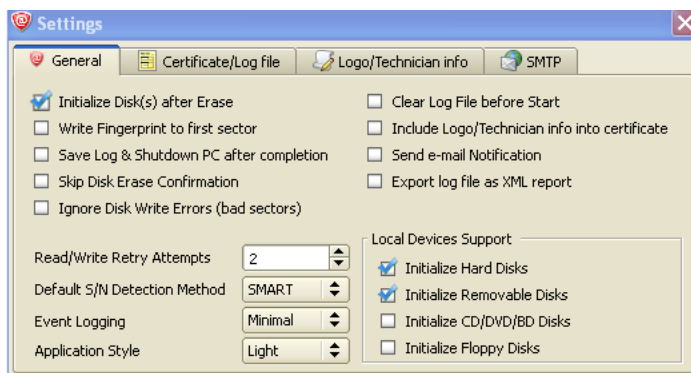 Settings
General
Certificate/Log file
Logo/Technician info
SMTP
Initialize Disk(s) after Erase
Write Fingerprint to first sector
Save Log & Shutdown PC after completion
Skip Disk Erase Confirmation
Ignore Disk Write Errors (bad sectors)
Clear Log File before Start
Include Logo/Technician info into certificate
Send e-mail Notification
Export log file as XML report
Read/Write Retry Attempts 2
Default S/N Detection Method SMART
Event Logging Minimal
Application Style Light
Local Devices Support
Initialize Hard Disks
Initialize Removable Disks
Initialize CD/DVD/BD Disks
Initialize Floppy Disks